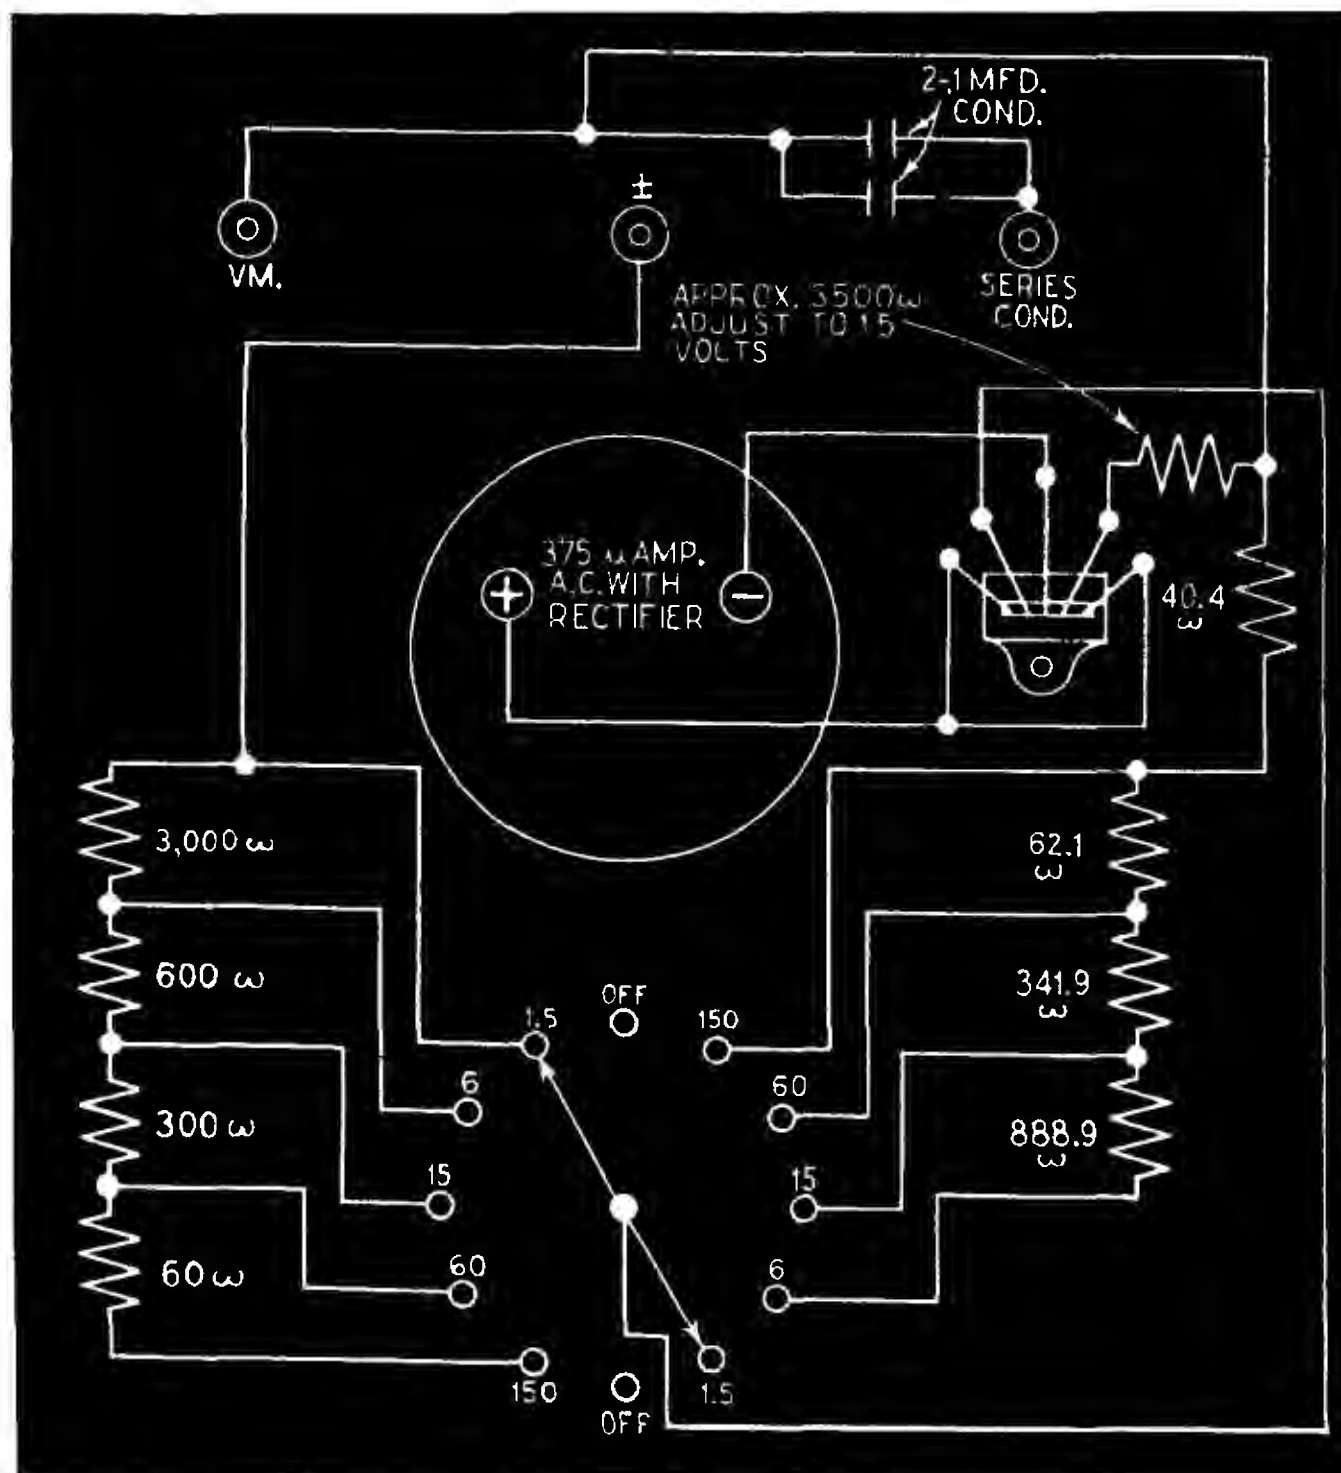 2-.1 MFD.
COND.
±
VM.
SERIES
COND.
APPROX. 3500 ω
ADJUST TO 1.5
VOLTS
375 μ AMP.
A.C. WITH
RECTIFIER
+
−
40.4
ω
3,000 ω
62.1
ω
600 ω
341.9
ω
OFF
1.5
150
6
60
300 ω
888.9
ω
15
15
60 ω
60
6
150
1.5
OFF